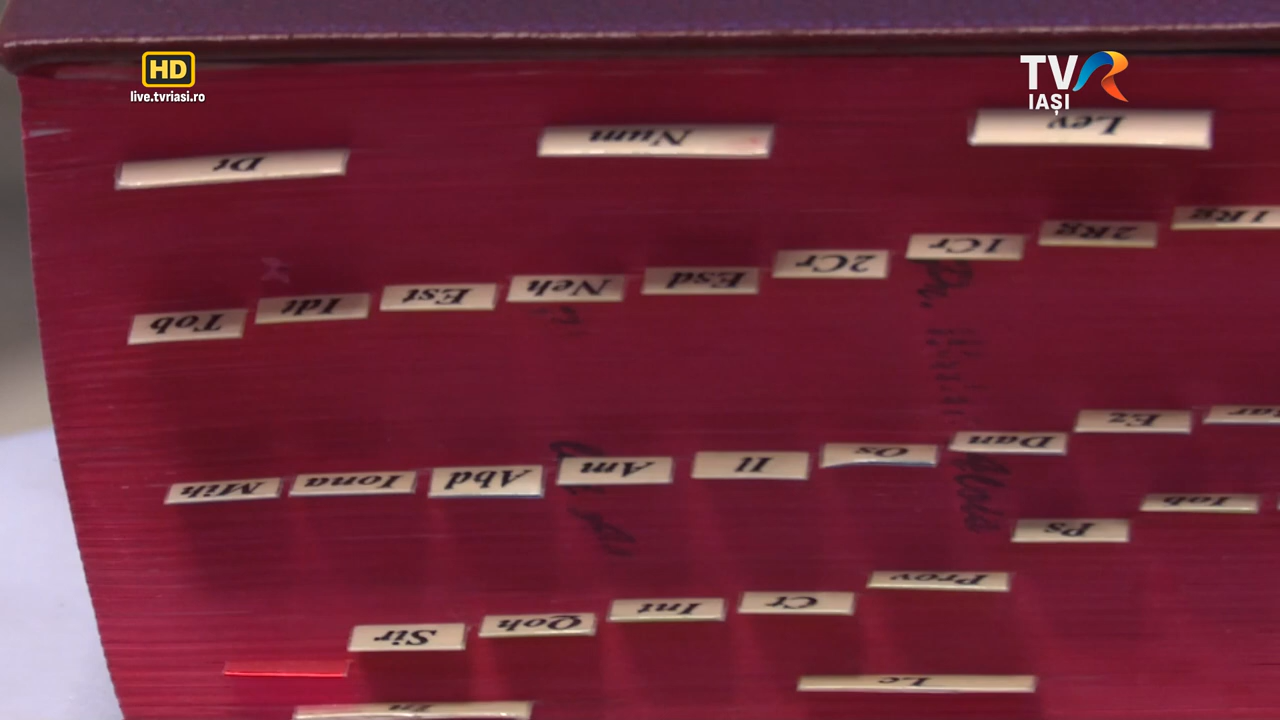 HD
live.tvriasi.ro
TVR
IAȘI
Lev
Num
Dt
1Rg
2Rg
1Cr
2Cr
Esd
Neh
Est
Idt
Tob
Ez
Dan
Os
Il
Am
Abd
Iona
Mih
Iob
Ps
Prov
Ct
Int
Qoh
Sir
Lc